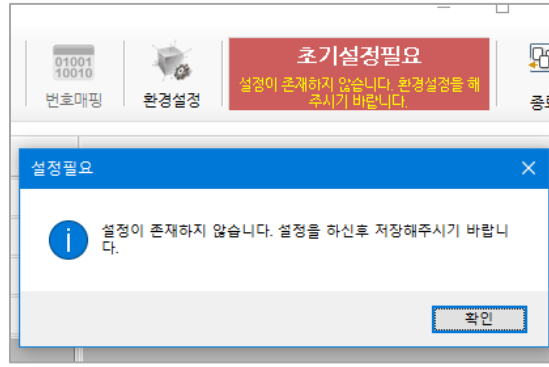 01001
10010
번호매핑
환경설정
초기설정필요
설정이 존재하지 않습니다. 환경설정을 해
주시기 바랍니다.
설정필요
설정이 존재하지 않습니다. 설정을 하신후 저장해주시기 바랍니
다.
확인